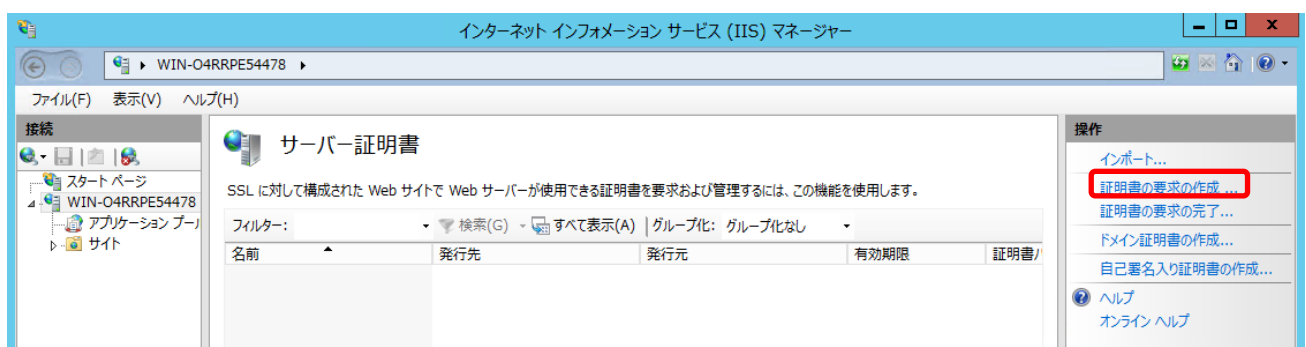 インターネット インフォメーション サービス (IIS) マネージャー
WIN-O4RRPE54478
ファイル(F) 表示(V) ヘルプ(H)
接続
スタート ページ
WIN-O4RRPE54478
アプリケーション プール
サイト
サーバー証明書
SSL に対して構成された Web サイトで Web サーバーが使用できる証明書を要求および管理するには、この機能を使用します。
フィルター: 検索(G) すべて表示(A) グループ化: グループ化なし
名前 発行先 発行元 有効期限 証明書ハ
操作
インポート...
証明書の要求の作成 ...
証明書の要求の完了...
ドメイン証明書の作成...
自己署名入り証明書の作成...
ヘルプ
オンライン ヘルプ